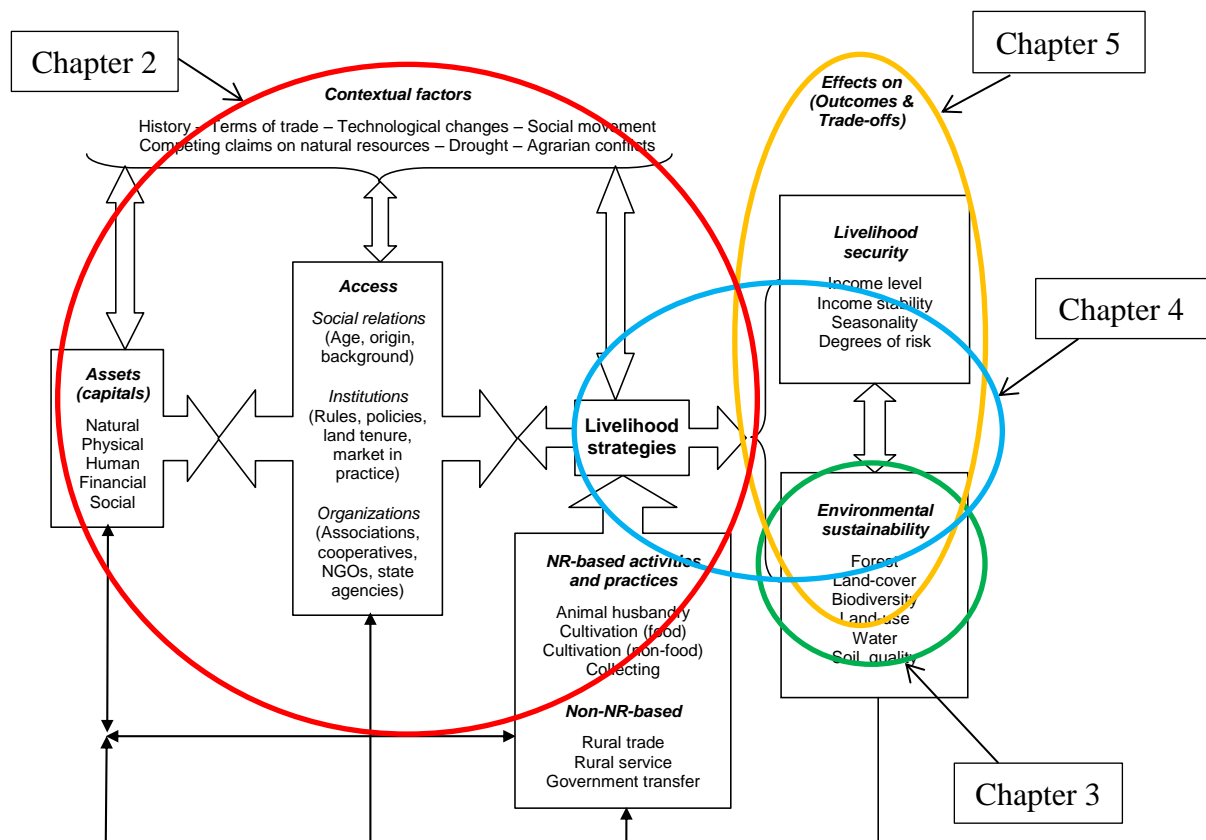 Chapter 2
Chapter 5
Contextual factors
History – Terms of trade – Technological changes – Social movement
Competing claims on natural resources – Drought – Agrarian conflicts
Effects on
(Outcomes &
Trade-offs)
Access
Social relations
(Age, origin,
background)
Institutions
(Rules, policies,
land tenure,
market in
practice)
Organizations
(Associations,
cooperatives,
NGOs, state
agencies)
Assets
(capitals)
Natural
Physical
Human
Financial
Social
Livelihood
strategies
Livelihood
security
Income level
Income stability
Seasonality
Degrees of risk
Chapter 4
NR-based activities
and practices
Animal husbandry
Cultivation (food)
Cultivation (non-food)
Collecting
Non-NR-based
Rural trade
Rural service
Government transfer
Environmental
sustainability
Forest
Land-cover
Biodiversity
Land-use
Water
Soil quality
Chapter 3